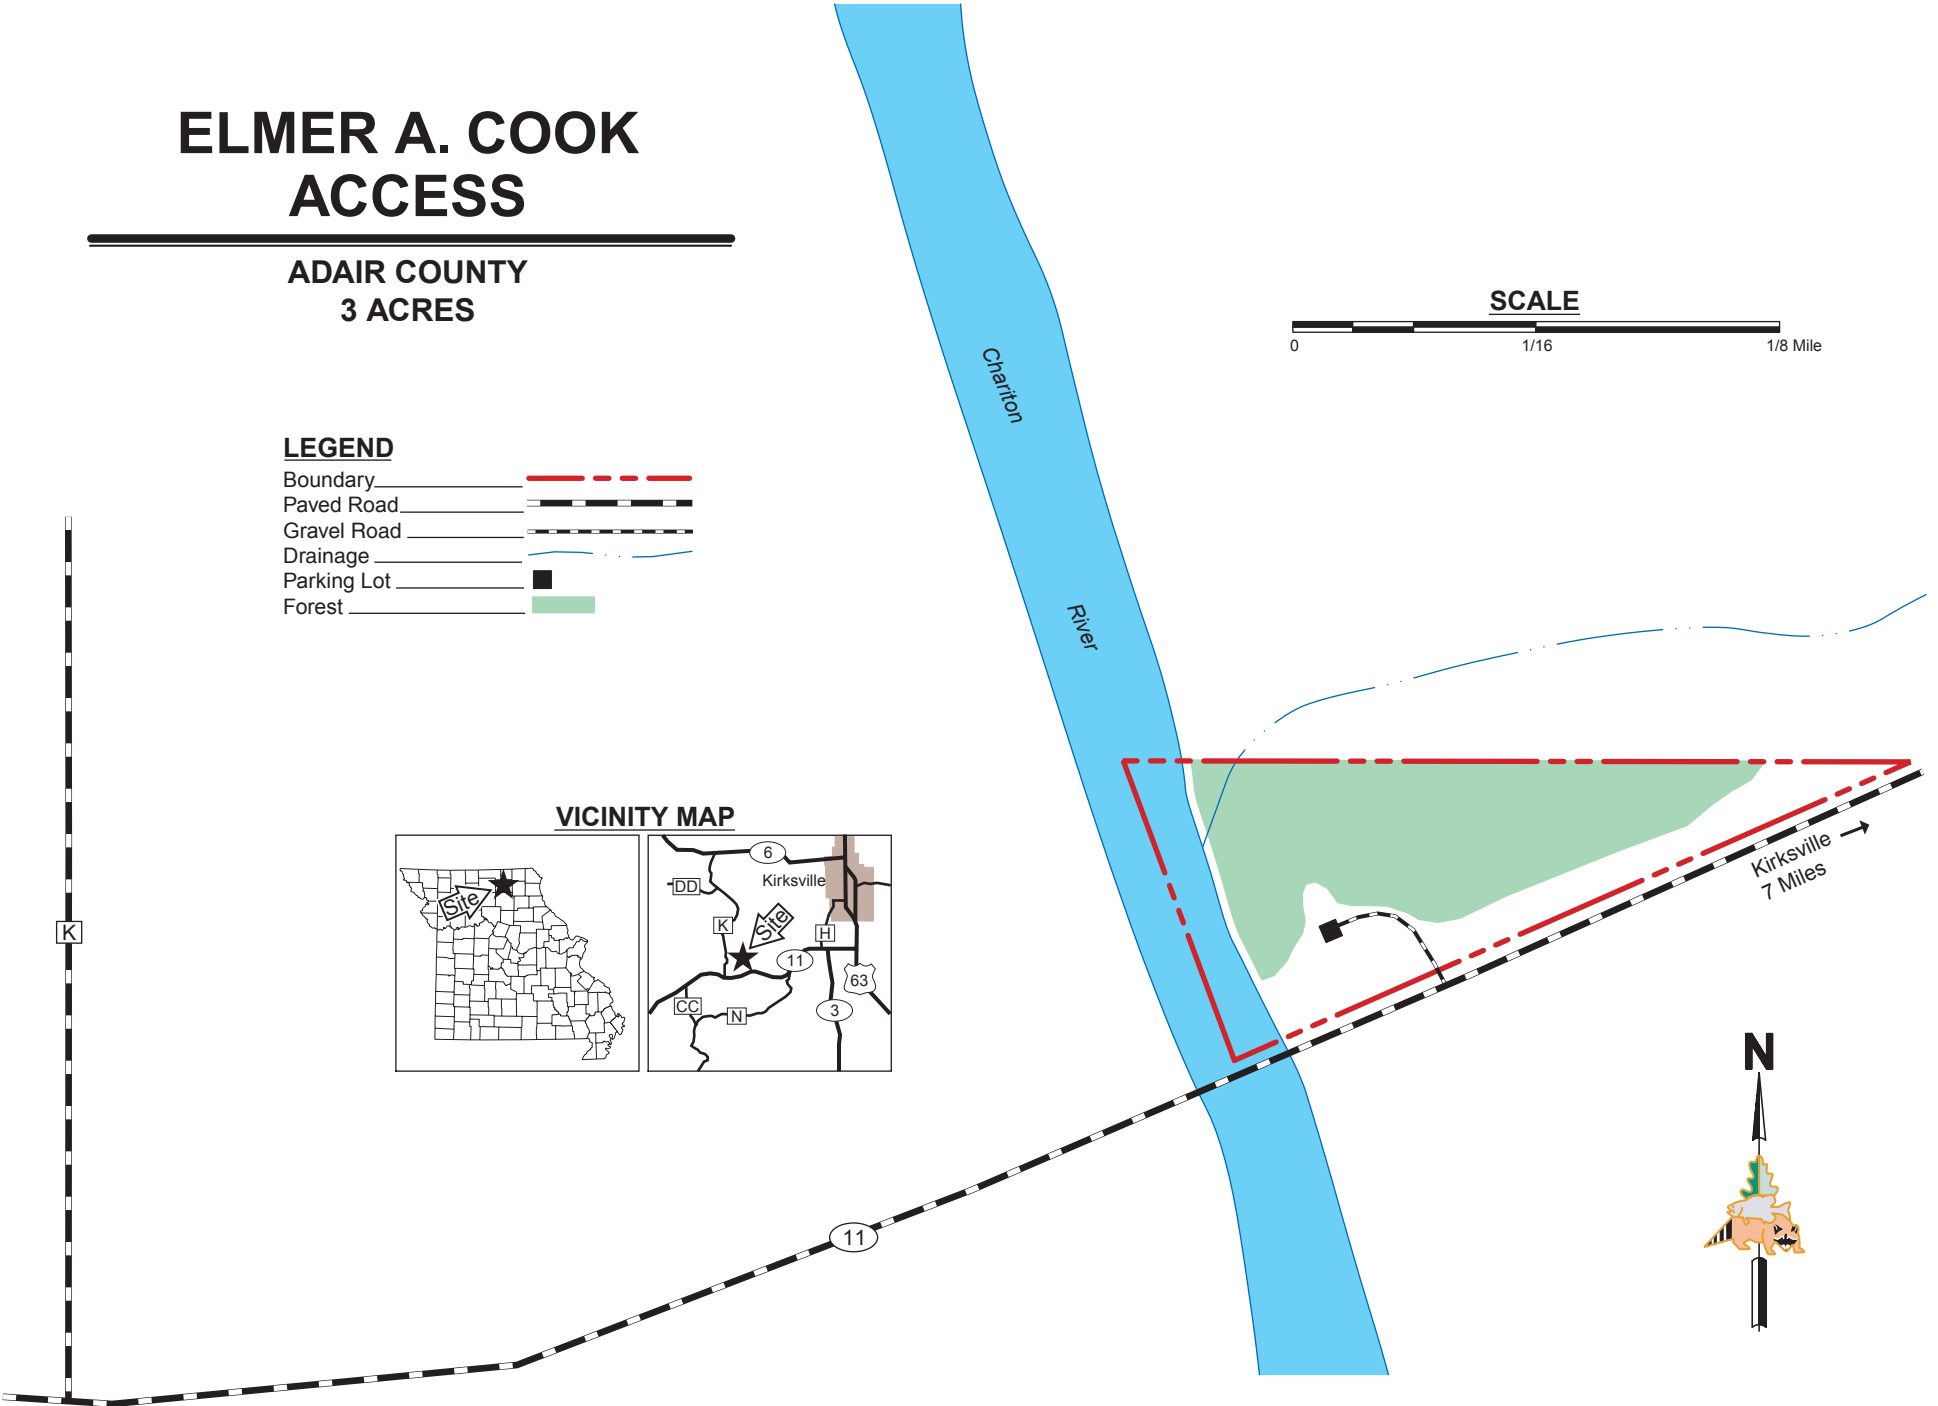 ELMER A. COOK
ACCESS
ADAIR COUNTY
3 ACRES
SCALE
0 1/16 1/8 Mile
Chariton
River
LEGEND
Boundary
Paved Road
Gravel Road
Drainage
Parking Lot
Forest
K
VICINITY MAP
Site
6
Kirksville
DD
K
Site
H
11
63
CC
N
3
Kirksville
7 Miles
N
11